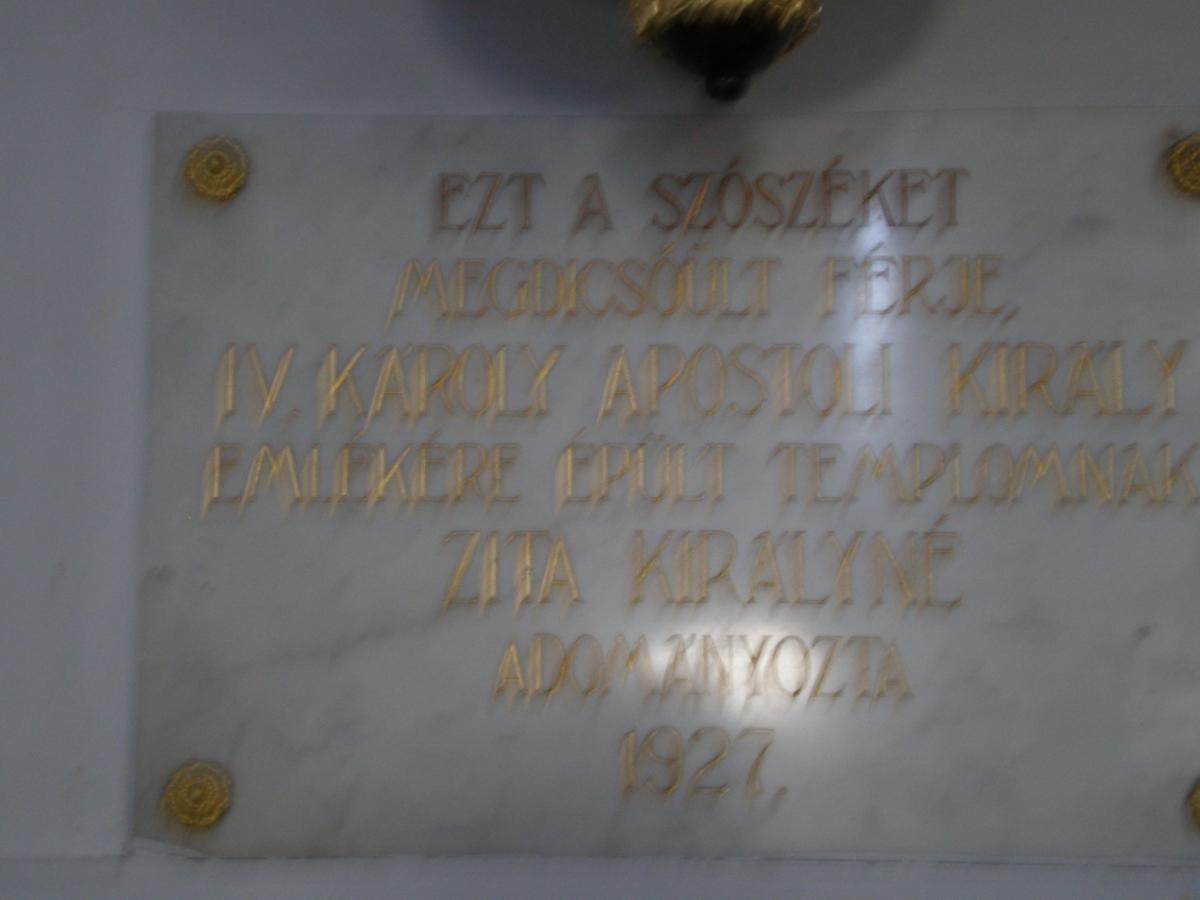 EZT A SZÓSZÉKET
MEGDICSŐÜLT FÉRJE,
IV. KÁROLY APOSTOLI KIRÁLY
EMLÉKÉRE ÉPÜLT TEMPLOMNAK
ZITA KIRÁLYNÉ
ADOMÁNYOZTA
1927.